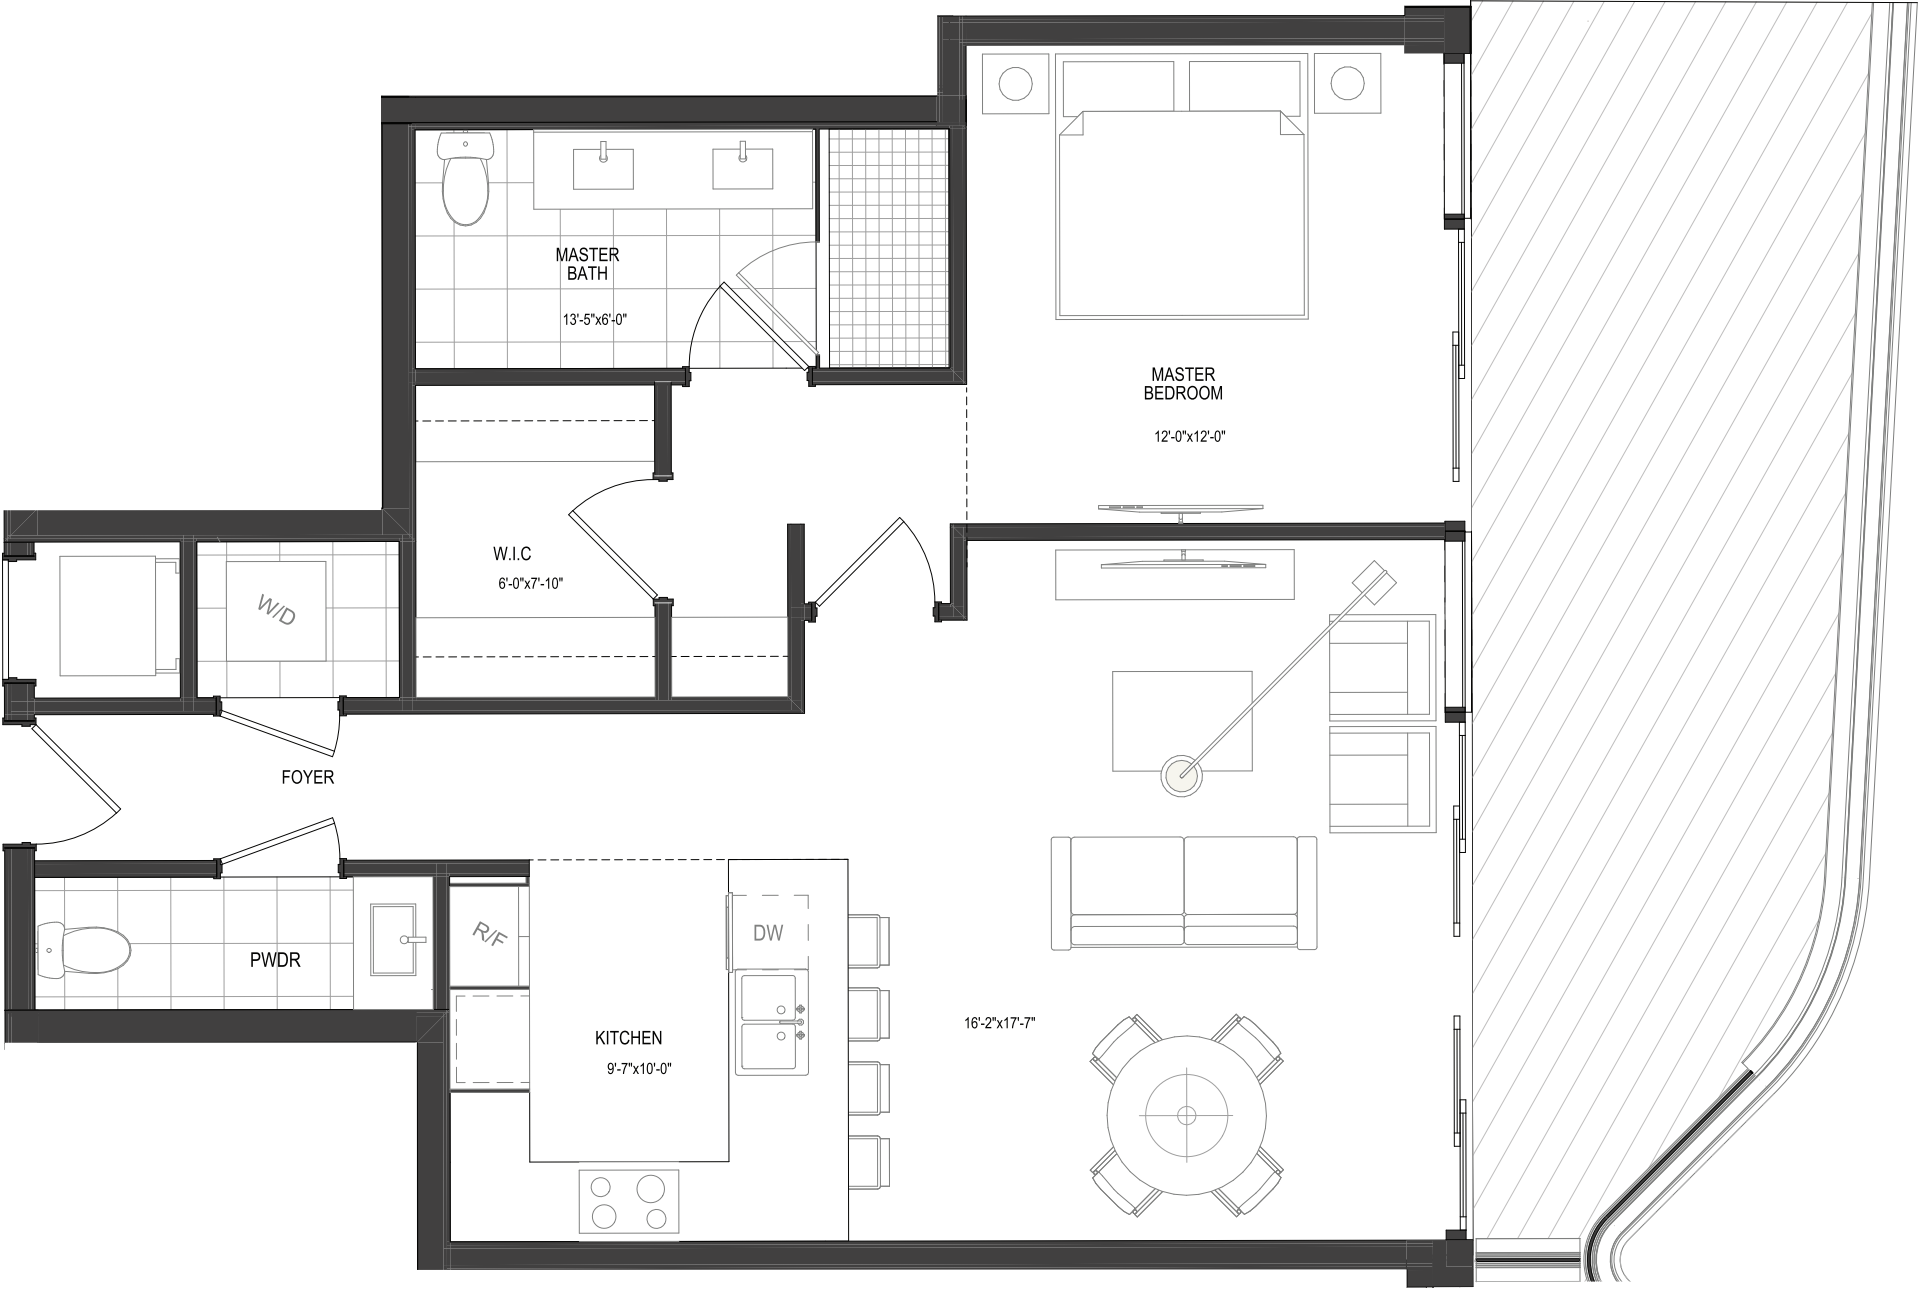 MASTER
BATH
13'-5"x6'-0"
MASTER
BEDROOM
12'-0"x12'-0"
W.I.C
6'-0"x7'-10"
W/D
FOYER
PWDR
R/F
DW
KITCHEN
9'-7"x10'-0"
16'-2"x17'-7"